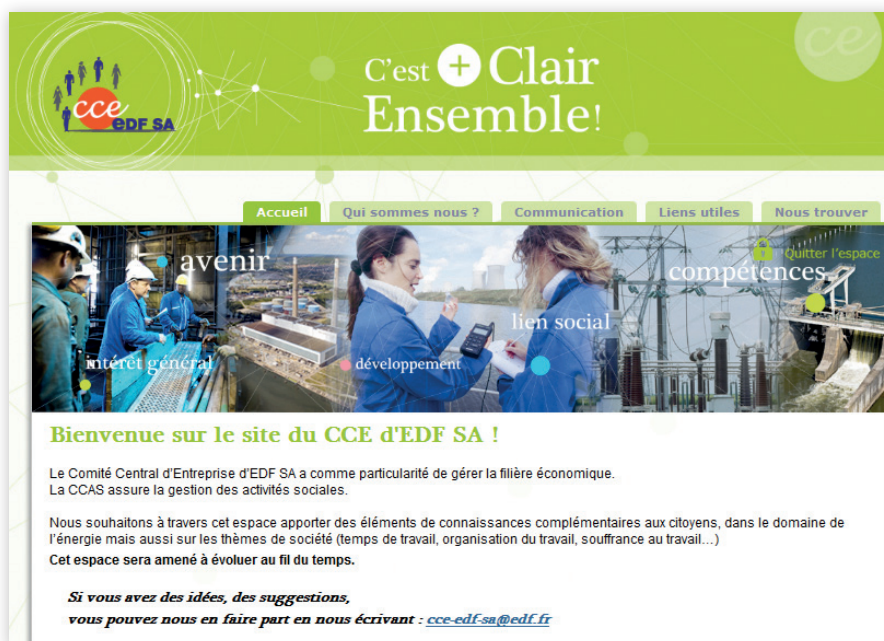 ce
cce
EDF SA
C'est + Clair
Ensemble!
Accueil
Qui sommes nous ?
Communication
Liens utiles
Nous trouver
Quitter l'espace
avenir
compétences
lien social
intérêt général
développement
Bienvenue sur le site du CCE d'EDF SA !
Le Comité Central d'Entreprise d'EDF SA a comme particularité de gérer la filière économique.
La CCAS assure la gestion des activités sociales.
Nous souhaitons à travers cet espace apporter des éléments de connaissances complémentaires aux citoyens, dans le domaine de
l'énergie mais aussi sur les thèmes de société (temps de travail, organisation du travail, souffrance au travail…)
Cet espace sera amené à évoluer au fil du temps.
Si vous avez des idées, des suggestions,
vous pouvez nous en faire part en nous écrivant : cce-edf-sa@edf.fr